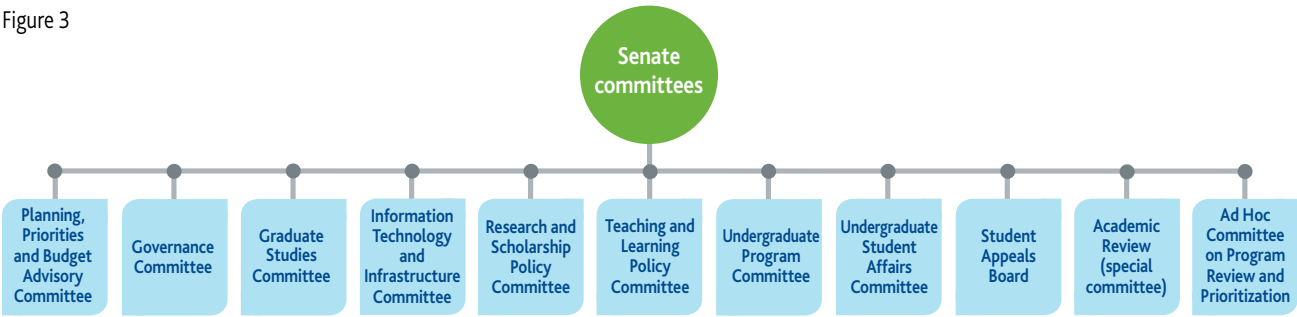 Figure 3
Senate
committees
Planning,
Priorities
and Budget
Advisory
Committee
Governance
Committee
Graduate
Studies
Committee
Information
Technology
and
Infrastructure
Committee
Research and
Scholarship
Policy
Committee
Teaching and
Learning
Policy
Committee
Undergraduate
Program
Committee
Undergraduate
Student
Affairs
Committee
Student
Appeals
Board
Academic
Review
(special
committee)
Ad Hoc
Committee
on Program
Review and
Prioritization